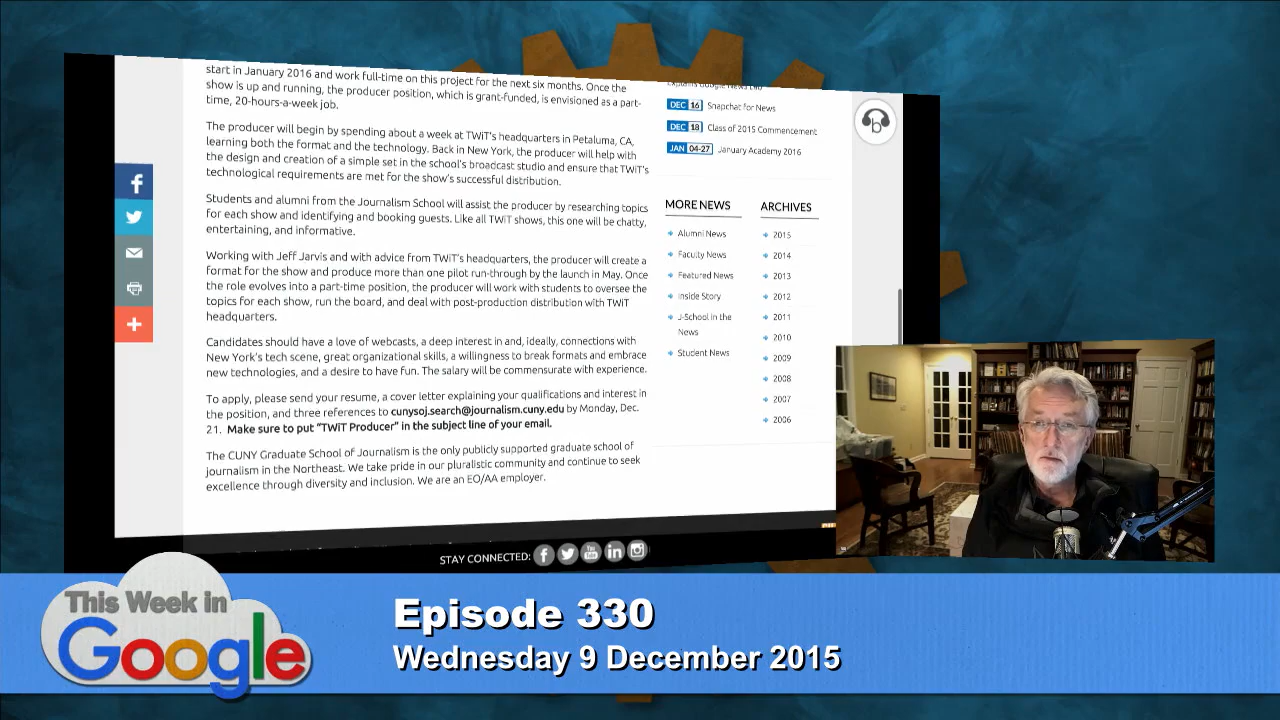 start in January 2016 and work full-time on this project for the next six months. Once the
show is up and running, the producer position, which is grant-funded, is envisioned as a part-
time, 20-hours-a-week job.
The producer will begin by spending about a week at TWiT's headquarters in Petaluma, CA,
learning both the format and the technology. Back in New York, the producer will help with
the design and creation of a simple set in the school's broadcast studio and ensure that TWiT's
technological requirements are met for the show's successful distribution.
Students and alumni from the Journalism School will assist the producer by researching topics
for each show and identifying and booking guests. Like all TWiT shows, this one will be chatty,
entertaining, and informative.
Working with Jeff Jarvis and with advice from TWiT's headquarters, the producer will create a
format for the show and produce more than one pilot run-through by the launch in May. Once
the role evolves into a part-time position, the producer will work with students to oversee the
topics for each show, run the board, and deal with post-production distribution with TWiT
headquarters.
Candidates should have a love of webcasts, a deep interest in and, ideally, connections with
New York's tech scene, great organizational skills, a willingness to break formats and embrace
new technologies, and a desire to have fun. The salary will be commensurate with experience.
To apply, please send your resume, a cover letter explaining your qualifications and interest in
the position, and three references to cunysoj.search@journalism.cuny.edu by Monday, Dec.
21. Make sure to put "TWiT Producer" in the subject line of your email.
The CUNY Graduate School of Journalism is the only publicly supported graduate school of
journalism in the Northeast. We take pride in our pluralistic community and continue to seek
excellence through diversity and inclusion. We are an EO/AA employer.
Explains Google News Lab
DEC 16 Snapchat for News
DEC 18 Class of 2015 Commencement
JAN 04-27 January Academy 2016
MORE NEWS
Alumni News
Faculty News
Featured News
Inside Story
J-School in the
News
Student News
ARCHIVES
2015
2014
2013
2012
2011
2010
2009
2008
2007
2006
STAY CONNECTED:
This Week in
Google
Episode 330
Wednesday 9 December 2015